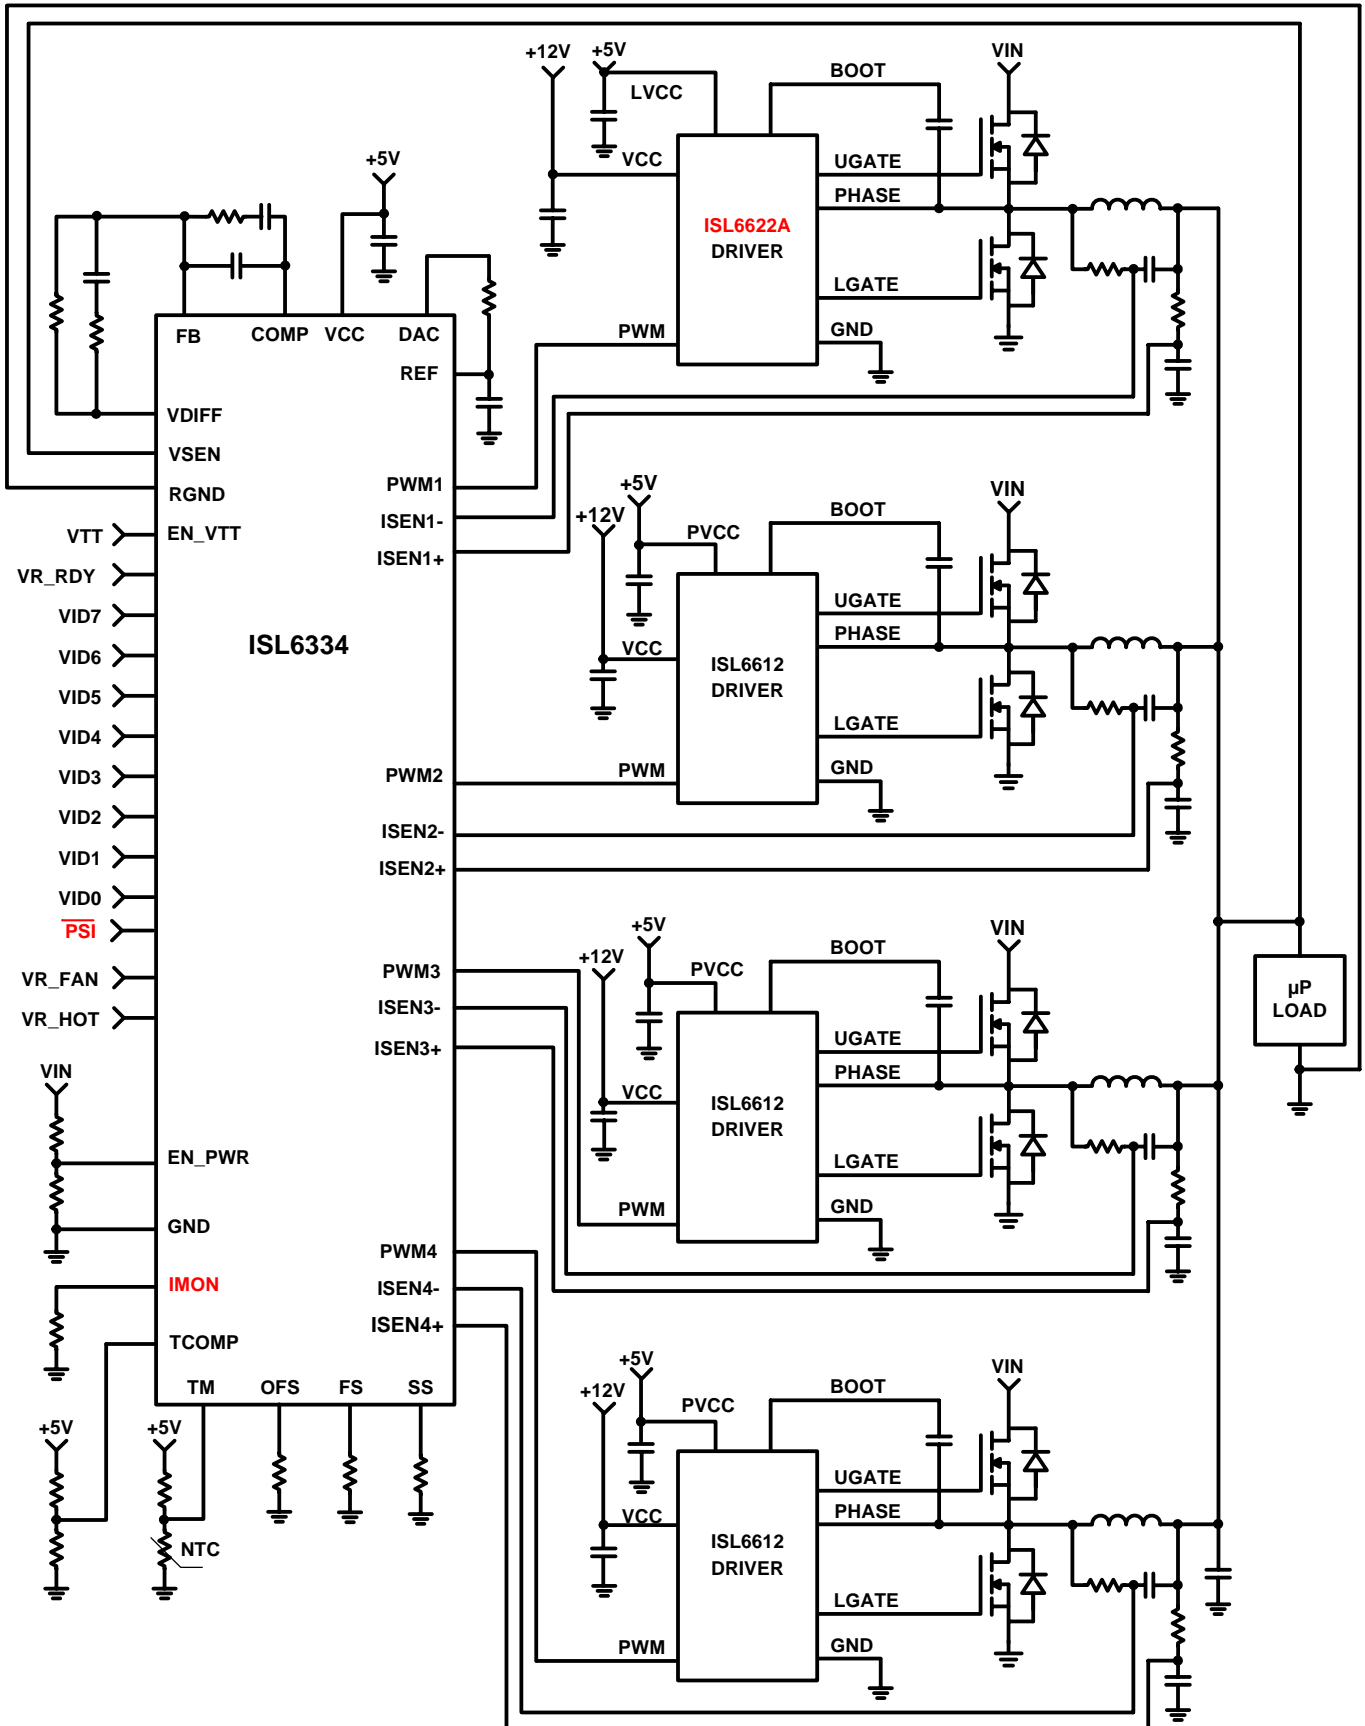 +12V
+5V
LVCC
BOOT
VIN
VCC
UGATE
PHASE
ISL6622A
DRIVER
LGATE
GND
PWM
+5V
FB
COMP
VCC
DAC
REF
VDIFF
VSEN
RGND
EN_VTT
VTT
VR_RDY
VID7
VID6
VID5
VID4
VID3
VID2
VID1
VID0
PSI
VR_FAN
VR_HOT
VIN
EN_PWR
GND
IMON
TCOMP
TM
OFS
FS
SS
+5V
+5V
NTC
ISL6334
PWM1
ISEN1-
ISEN1+
PWM2
ISEN2-
ISEN2+
PWM3
ISEN3-
ISEN3+
PWM4
ISEN4-
ISEN4+
+5V
+12V
PVCC
BOOT
VIN
UGATE
PHASE
VCC
ISL6612
DRIVER
LGATE
GND
PWM
+5V
+12V
PVCC
BOOT
VIN
UGATE
PHASE
VCC
ISL6612
DRIVER
LGATE
GND
PWM
µP
LOAD
+5V
+12V
PVCC
BOOT
VIN
UGATE
PHASE
VCC
ISL6612
DRIVER
LGATE
GND
PWM